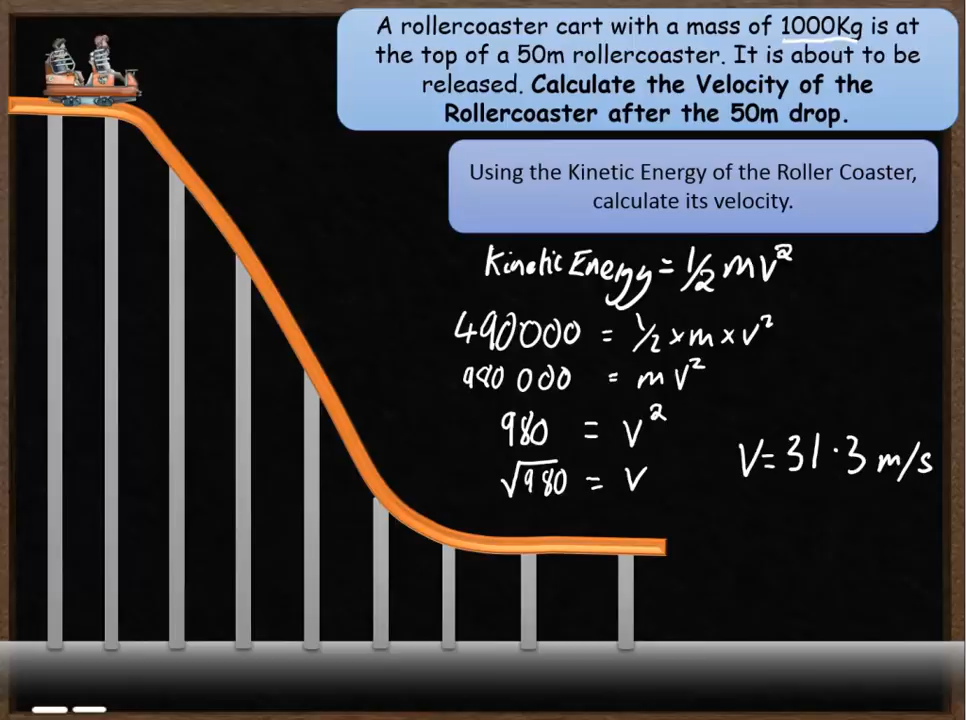 A rollercoaster cart with a mass of 1000Kg is at
the top of a 50m rollercoaster. It is about to be
released. Calculate the Velocity of the
Rollercoaster after the 50m drop.
Using the Kinetic Energy of the Roller Coaster,
calculate its velocity.
Kinetic Energy = 1/2 mv²
490000 = 1/2 × m × v²
980 000 = m v²
980 = v²
√980 = v
V = 31.3 m/s